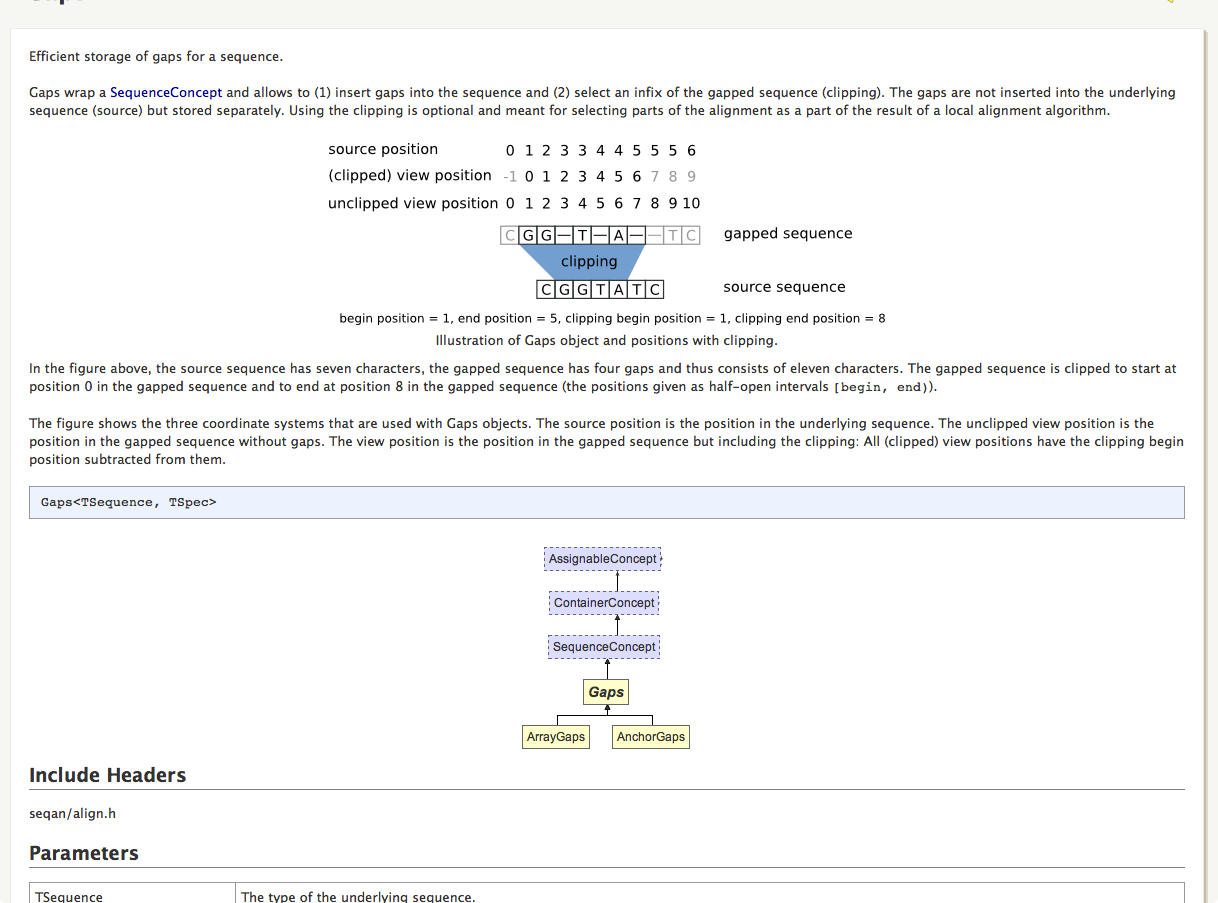 Efficient storage of gaps for a sequence.
Gaps wrap a SequenceConcept and allows to (1) insert gaps into the sequence and (2) select an infix of the gapped sequence (clipping). The gaps are not inserted into the underlying
sequence (source) but stored separately. Using the clipping is optional and meant for selecting parts of the alignment as a part of the result of a local alignment algorithm.
source position 0 1 2 3 3 4 4 5 5 5 6
(clipped) view position -1 0 1 2 3 4 5 6 7 8 9
unclipped view position 0 1 2 3 4 5 6 7 8 9 10
C G G — T — A — — T C gapped sequence
clipping
C G G T A T C source sequence
begin position = 1, end position = 5, clipping begin position = 1, clipping end position = 8
Illustration of Gaps object and positions with clipping.
In the figure above, the source sequence has seven characters, the gapped sequence has four gaps and thus consists of eleven characters. The gapped sequence is clipped to start at
position 0 in the gapped sequence and to end at position 8 in the gapped sequence (the positions given as half-open intervals [begin, end)).
The figure shows the three coordinate systems that are used with Gaps objects. The source position is the position in the underlying sequence. The unclipped view position is the
position in the gapped sequence without gaps. The view position is the position in the gapped sequence but including the clipping: All (clipped) view positions have the clipping begin
position subtracted from them.
Gaps<TSequence, TSpec>
AssignableConcept
ContainerConcept
SequenceConcept
Gaps
ArrayGaps AnchorGaps
Include Headers
seqan/align.h
Parameters
TSequence The type of the underlying sequence.